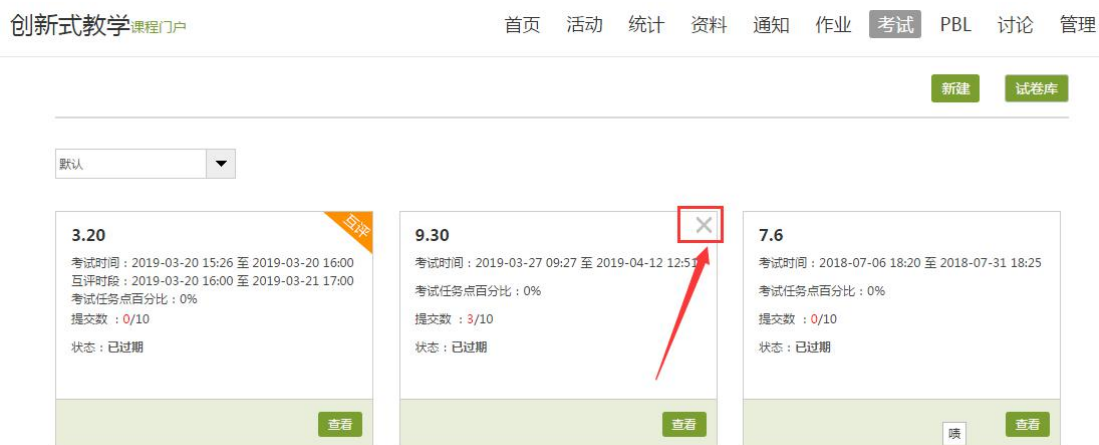 创新式教学课程门户 首页 活动 统计 资料 通知 作业 考试 PBL 讨论 管理
新建 试卷库
默认
互评
3.20
考试时间：2019-03-20 15:26 至 2019-03-20 16:00
互评时段：2019-03-20 16:00 至 2019-03-21 17:00
考试任务点百分比：0%
提交数 ：0/10
状态：已过期
查看
9.30
考试时间：2019-03-27 09:27 至 2019-04-12 12:51
考试任务点百分比：0%
提交数 ：3/10
状态：已过期
查看
7.6
考试时间：2018-07-06 18:20 至 2018-07-31 18:25
考试任务点百分比：0%
提交数 ：0/10
状态：已过期
查看